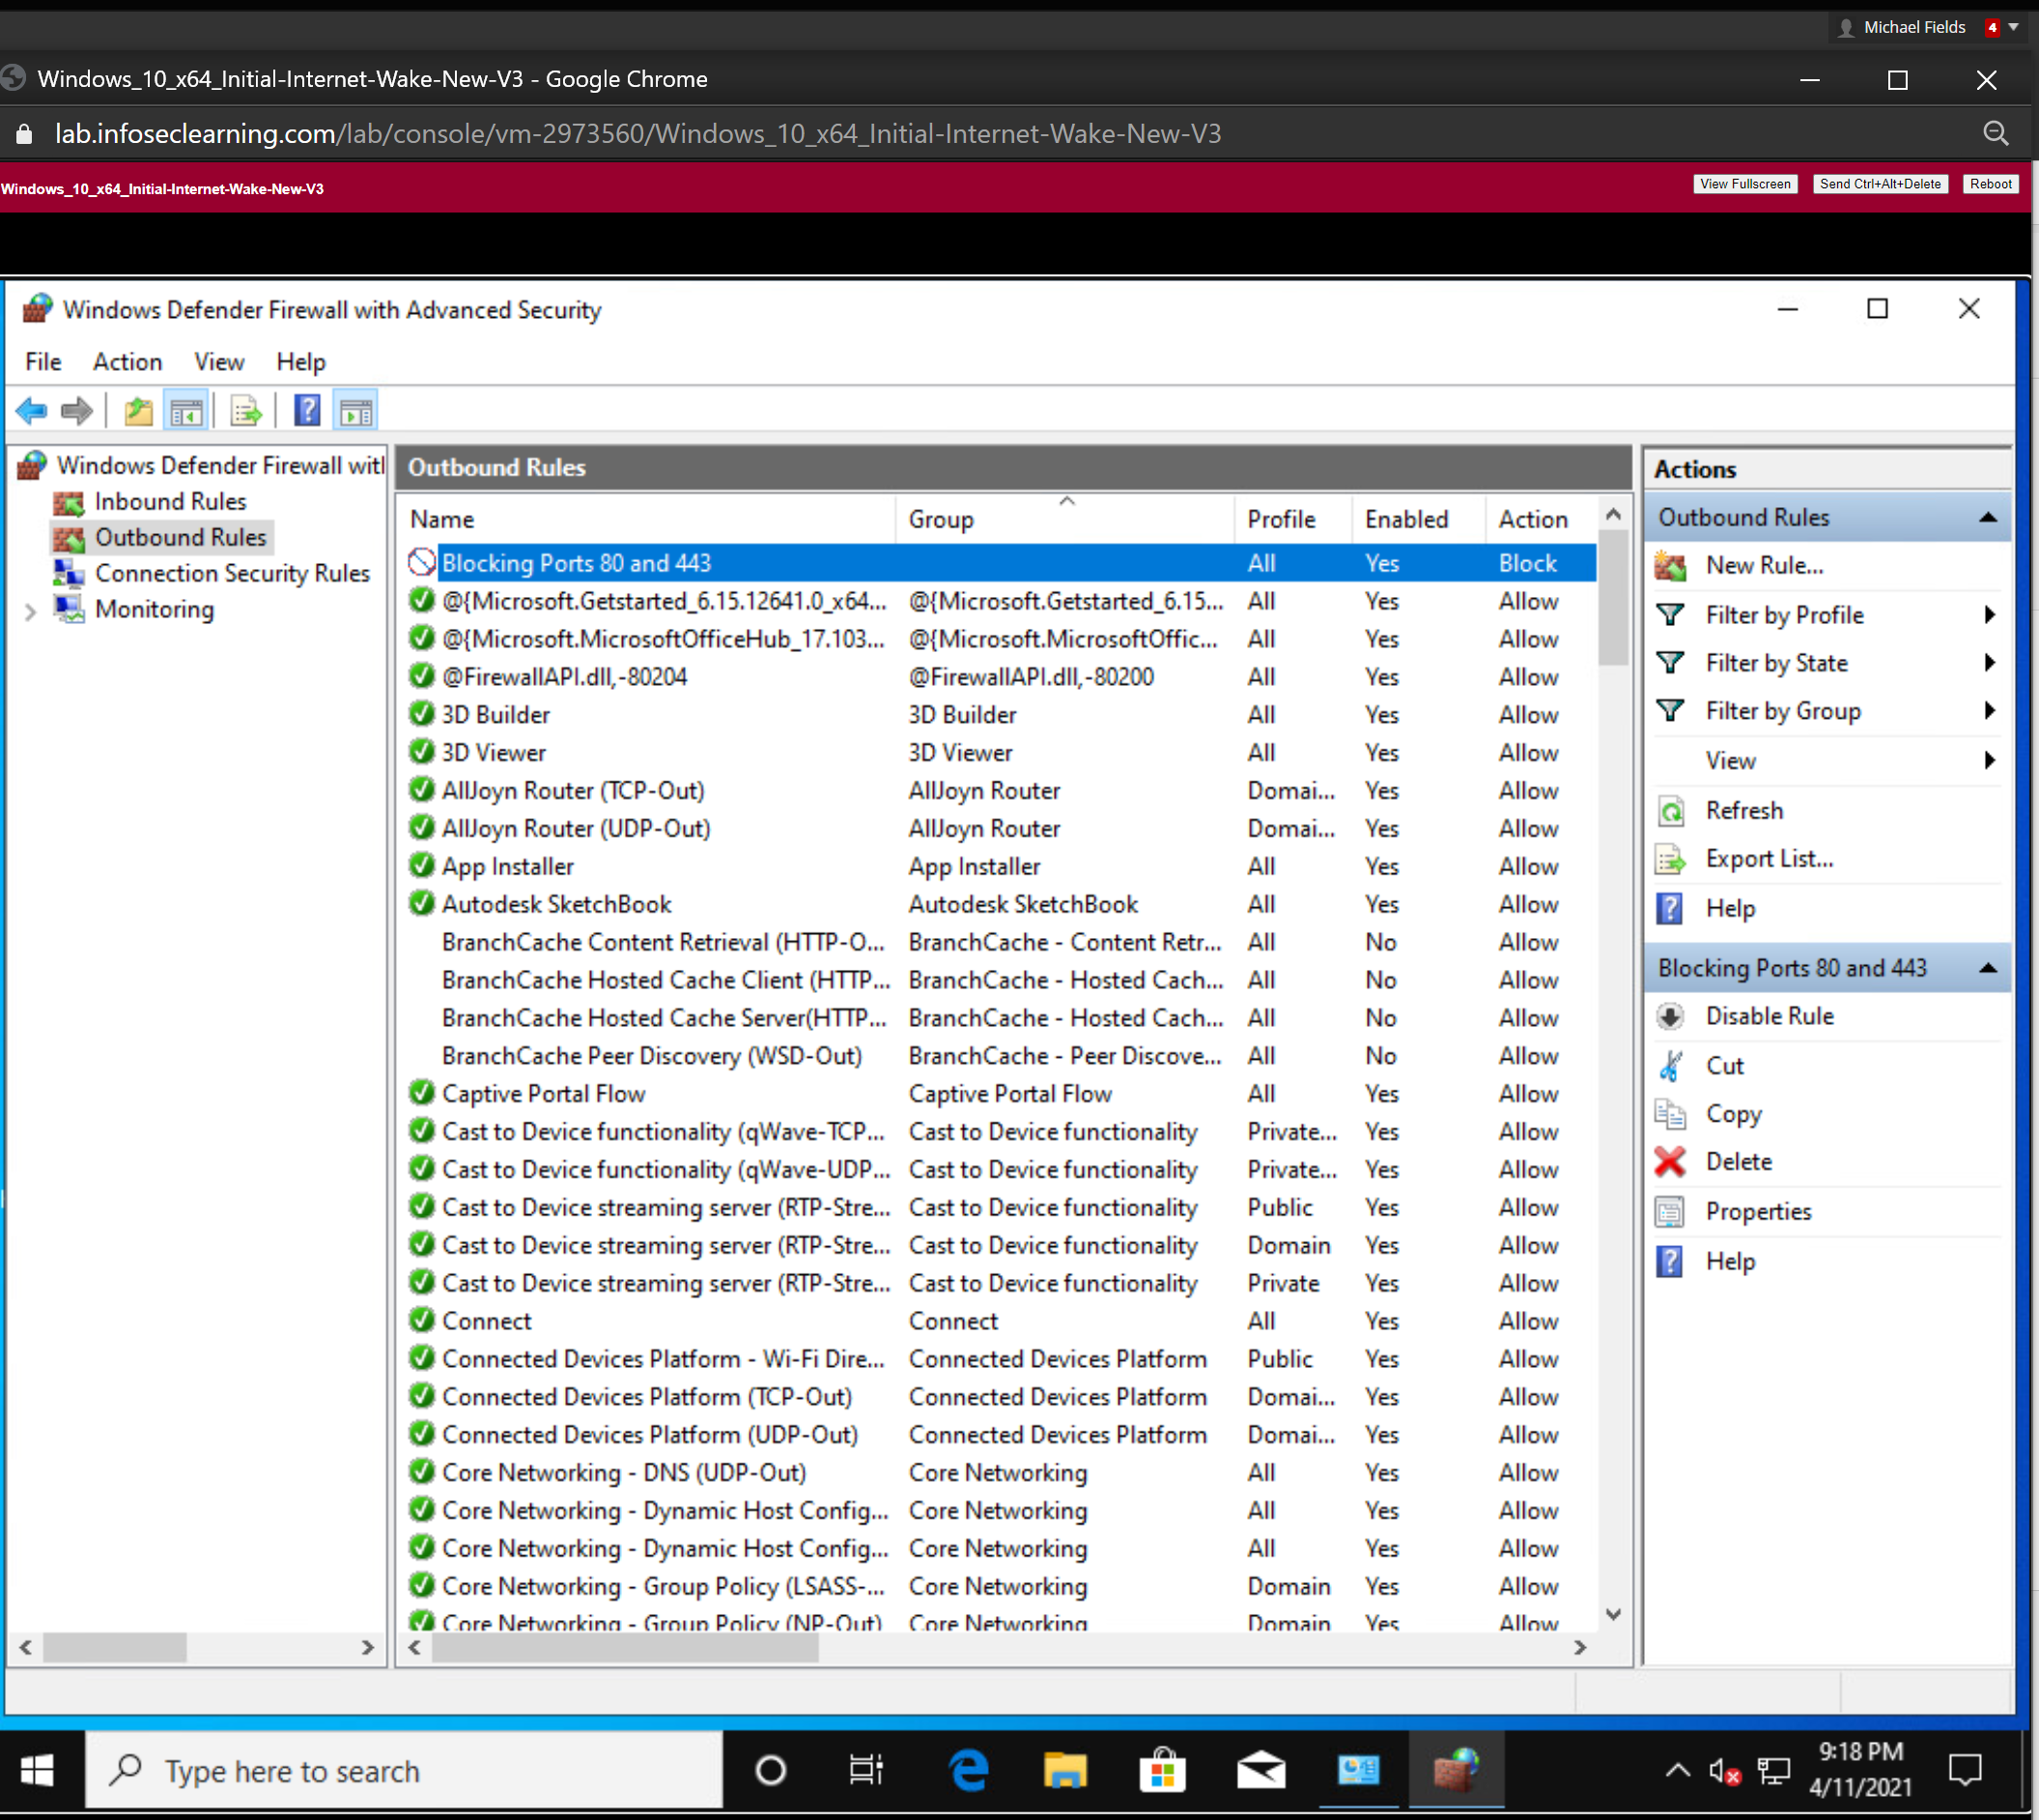 Michael Fields 4
Windows_10_x64_Initial-Internet-Wake-New-V3 - Google Chrome
lab.infoseclearning.com/lab/console/vm-2973560/Windows_10_x64_Initial-Internet-Wake-New-V3
Windows_10_x64_Initial-Internet-Wake-New-V3 View Fullscreen Send Ctrl+Alt+Delete Reboot
Windows Defender Firewall with Advanced Security
File Action View Help
Windows Defender Firewall with
Inbound Rules
Outbound Rules
Connection Security Rules
Monitoring
Outbound Rules
Name Group Profile Enabled Action
Blocking Ports 80 and 443 All Yes Block
@{Microsoft.Getstarted_6.15.12641.0_x64... @{Microsoft.Getstarted_6.15... All Yes Allow
@{Microsoft.MicrosoftOfficeHub_17.103... @{Microsoft.MicrosoftOffic... All Yes Allow
@FirewallAPI.dll,-80204 @FirewallAPI.dll,-80200 All Yes Allow
3D Builder 3D Builder All Yes Allow
3D Viewer 3D Viewer All Yes Allow
AllJoyn Router (TCP-Out) AllJoyn Router Domai... Yes Allow
AllJoyn Router (UDP-Out) AllJoyn Router Domai... Yes Allow
App Installer App Installer All Yes Allow
Autodesk SketchBook Autodesk SketchBook All Yes Allow
BranchCache Content Retrieval (HTTP-O... BranchCache - Content Retr... All No Allow
BranchCache Hosted Cache Client (HTTP... BranchCache - Hosted Cach... All No Allow
BranchCache Hosted Cache Server(HTTP... BranchCache - Hosted Cach... All No Allow
BranchCache Peer Discovery (WSD-Out) BranchCache - Peer Discove... All No Allow
Captive Portal Flow Captive Portal Flow All Yes Allow
Cast to Device functionality (qWave-TCP... Cast to Device functionality Private... Yes Allow
Cast to Device functionality (qWave-UDP... Cast to Device functionality Private... Yes Allow
Cast to Device streaming server (RTP-Stre... Cast to Device functionality Public Yes Allow
Cast to Device streaming server (RTP-Stre... Cast to Device functionality Domain Yes Allow
Cast to Device streaming server (RTP-Stre... Cast to Device functionality Private Yes Allow
Connect Connect All Yes Allow
Connected Devices Platform - Wi-Fi Dire... Connected Devices Platform Public Yes Allow
Connected Devices Platform (TCP-Out) Connected Devices Platform Domai... Yes Allow
Connected Devices Platform (UDP-Out) Connected Devices Platform Domai... Yes Allow
Core Networking - DNS (UDP-Out) Core Networking All Yes Allow
Core Networking - Dynamic Host Config... Core Networking All Yes Allow
Core Networking - Dynamic Host Config... Core Networking All Yes Allow
Core Networking - Group Policy (LSASS-... Core Networking Domain Yes Allow
Core Networking - Group Policy (NP-Out) Core Networking Domain Yes Allow
Actions
Outbound Rules
New Rule...
Filter by Profile
Filter by State
Filter by Group
View
Refresh
Export List...
Help
Blocking Ports 80 and 443
Disable Rule
Cut
Copy
Delete
Properties
Help
Type here to search
9:18 PM
4/11/2021